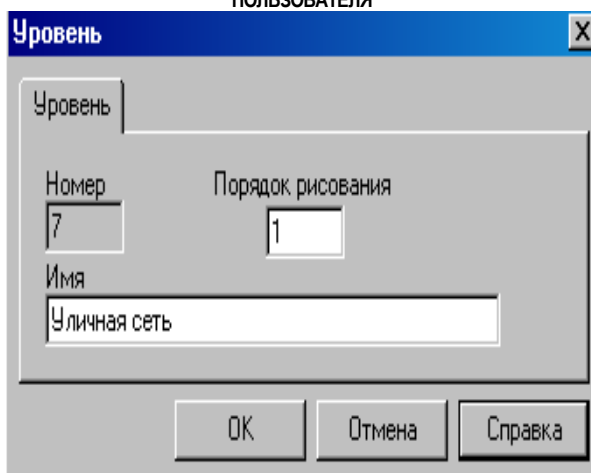 ПОЛЬЗОВАТЕЛЯ
Уровень
Уровень
Номер Порядок рисования
7 1
Имя
Уличная сеть
OK Отмена Справка